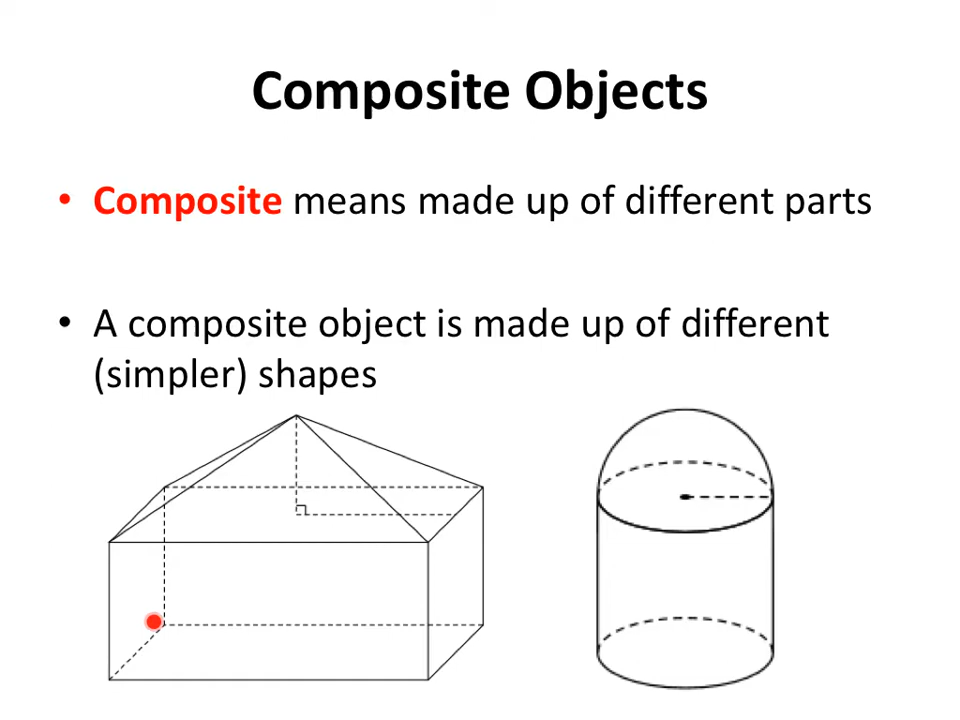 Composite Objects
• Composite means made up of different parts
• A composite object is made up of different
(simpler) shapes